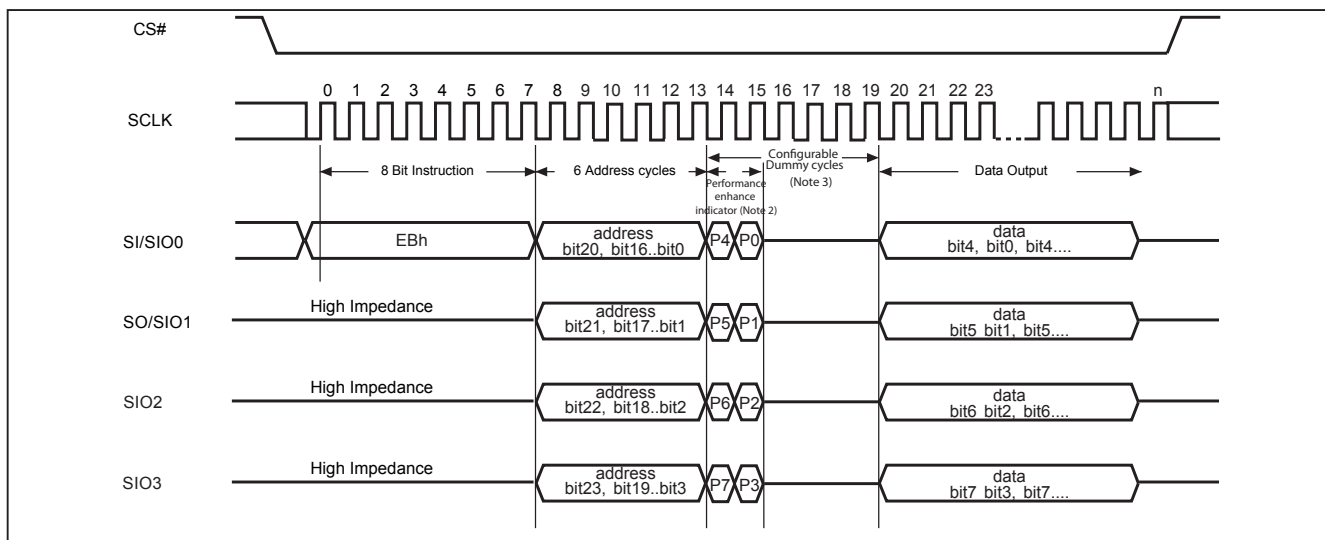 CS#
0 1 2 3 4 5 6 7 8 9 10 11 12 13 14 15 16 17 18 19 20 21 22 23 n
SCLK
8 Bit Instruction
6 Address cycles
Configurable
Dummy cycles
(Note 3)
Data Output
Performance
enhance
indicator (Note 2)
SI/SIO0
EBh
address
bit20, bit16..bit0
P4 P0
data
bit4, bit0, bit4....
SO/SIO1
High Impedance
address
bit21, bit17..bit1
P5 P1
data
bit5 bit1, bit5....
SIO2
High Impedance
address
bit22, bit18..bit2
P6 P2
data
bit6 bit2, bit6....
SIO3
High Impedance
address
bit23, bit19..bit3
P7 P3
data
bit7 bit3, bit7....